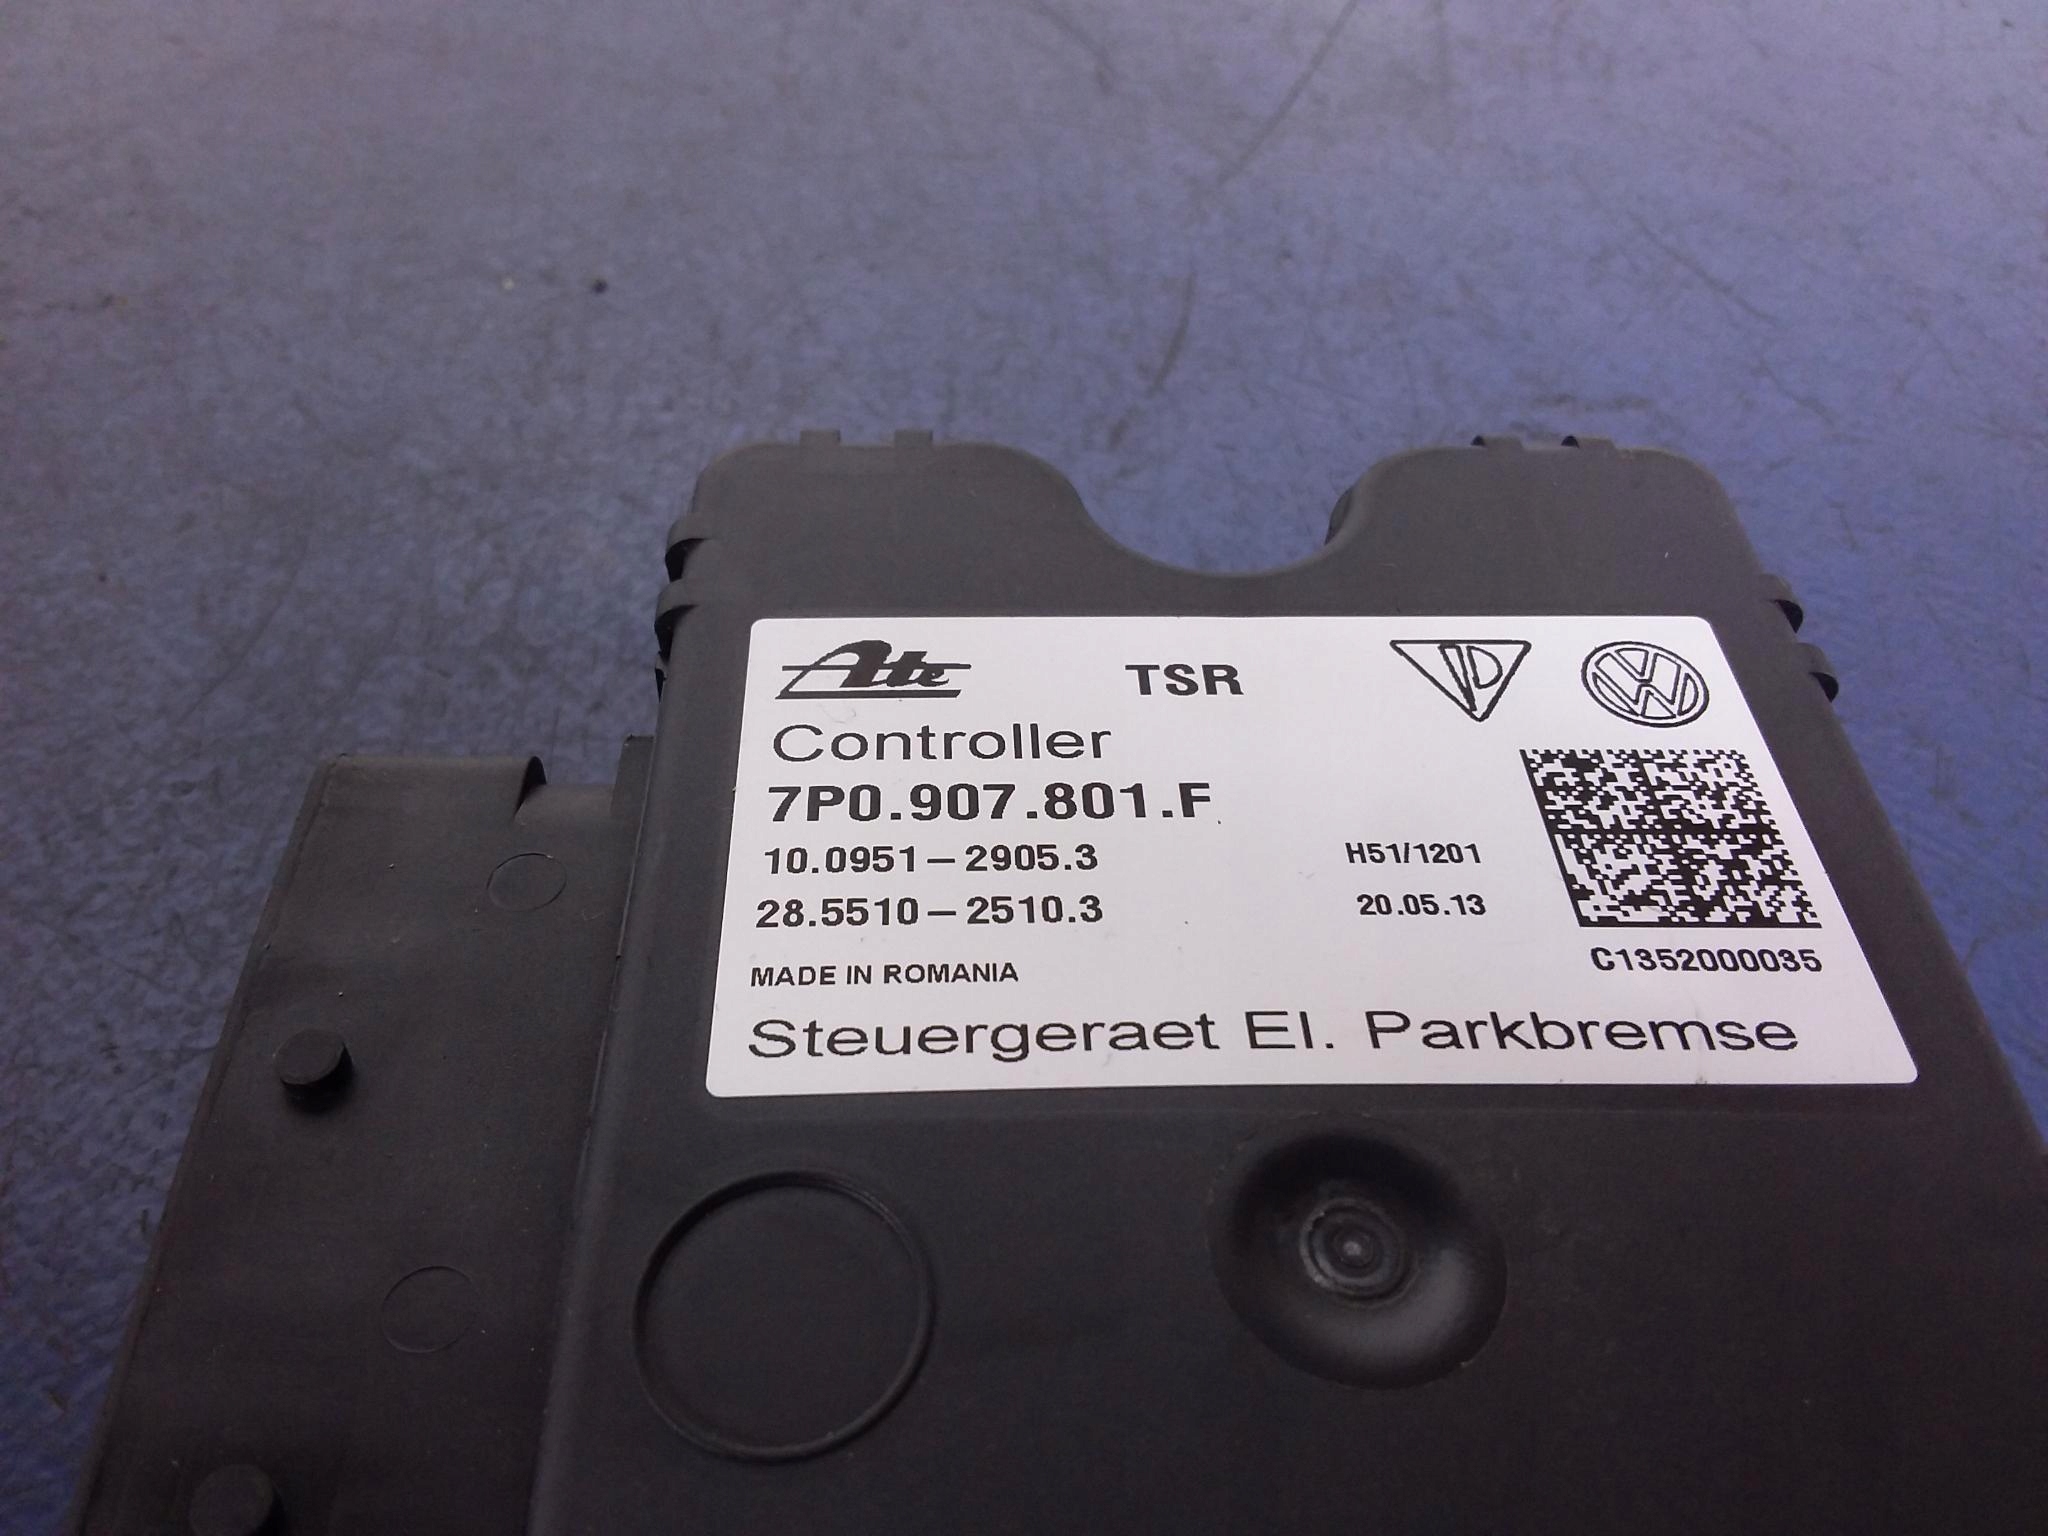 Ate TSR
Controller
7P0.907.801.F
10.0951-2905.3 H51/1201
28.5510-2510.3 20.05.13
C1352000035
MADE IN ROMANIA
Steuergeraet El. Parkbremse